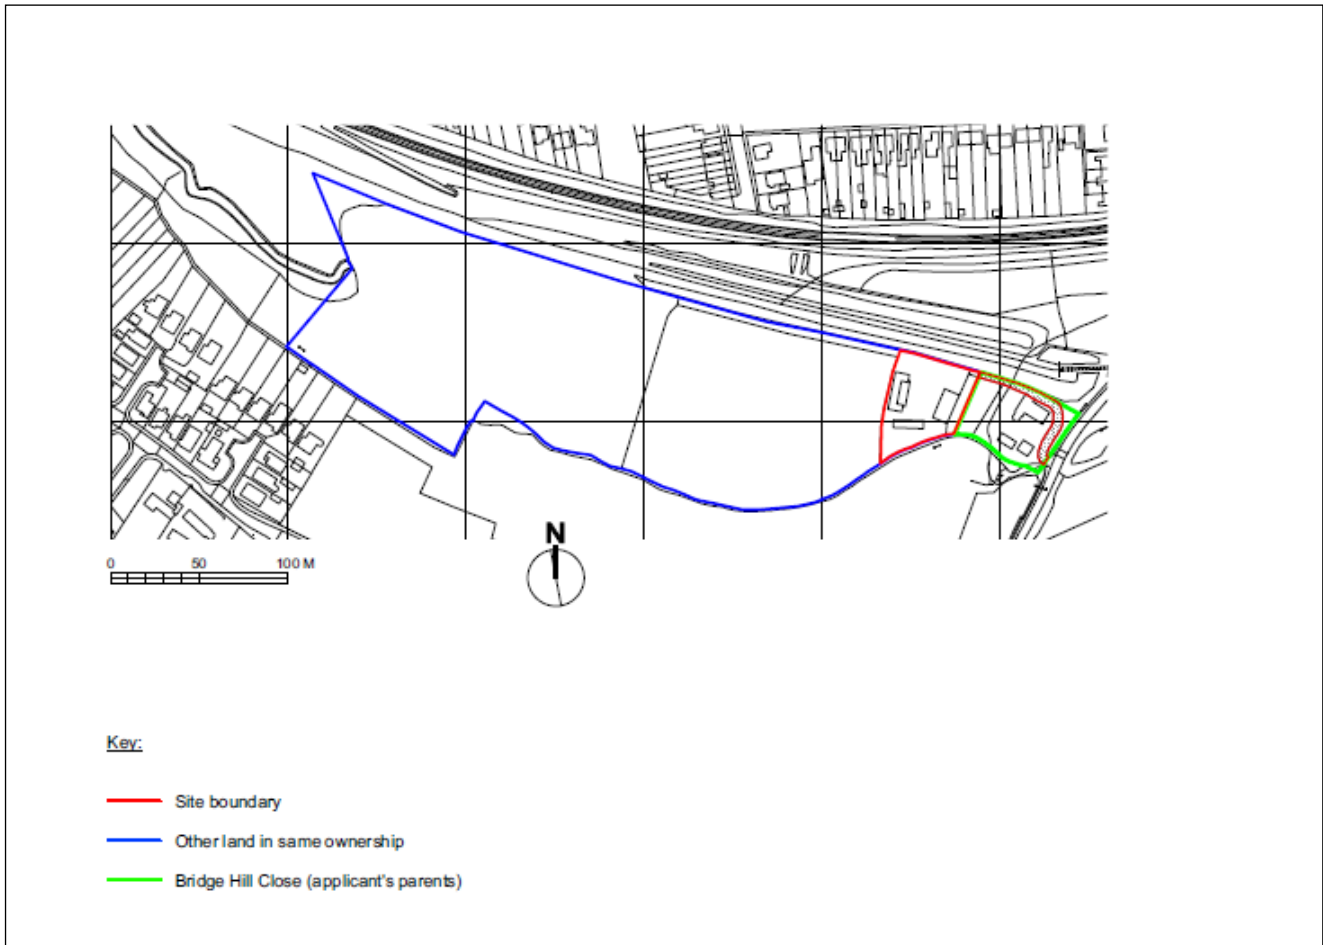 0 50 100 M
N
Key:
Site boundary
Other land in same ownership
Bridge Hill Close (applicant's parents)